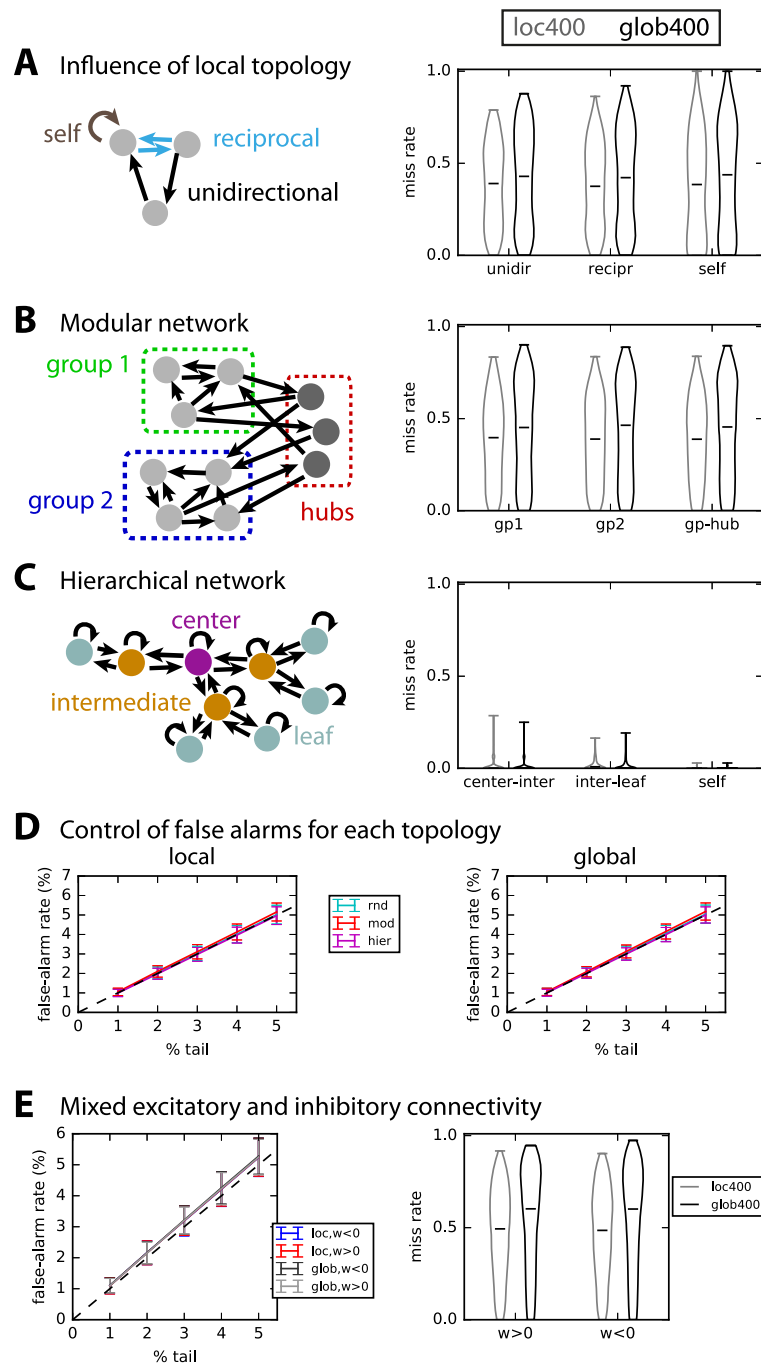 loc400 glob400
A Influence of local topology
self
reciprocal
unidirectional
1.0
0.5
0.0
miss rate
unidir recipr self
B Modular network
group 1
group 2
hubs
1.0
0.5
0.0
miss rate
gp1 gp2 gp-hub
C Hierarchical network
center
intermediate
leaf
1.0
0.5
0.0
miss rate
center-inter inter-leaf self
D Control of false alarms for each topology
local
7
6
5
4
3
2
1
0
false-alarm rate (%)
0 1 2 3 4 5
% tail
rnd
mod
hier
global
7
6
5
4
3
2
1
0
false-alarm rate (%)
0 1 2 3 4 5
% tail
E Mixed excitatory and inhibitory connectivity
6
5
4
3
2
1
0
false-alarm rate (%)
0 1 2 3 4 5
% tail
loc,w<0
loc,w>0
glob,w<0
glob,w>0
1.0
0.5
0.0
miss rate
w>0 w<0
loc400
glob400